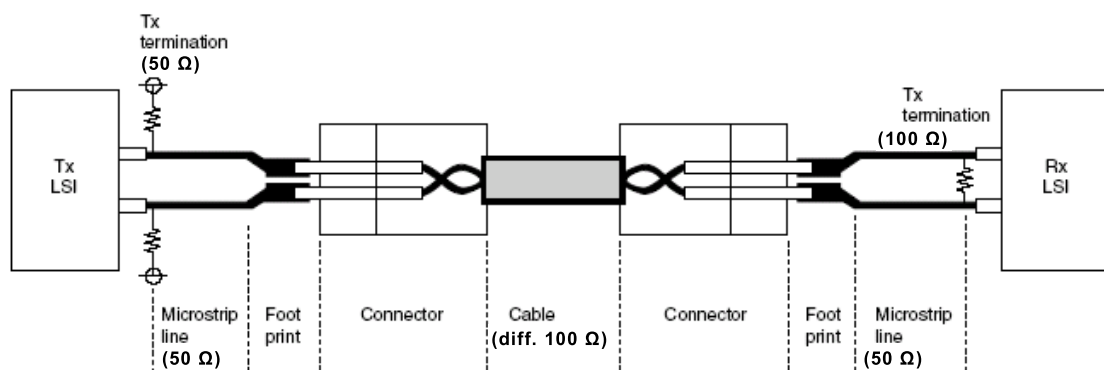 Tx
termination
(50 Ω)
Tx
termination
(100 Ω)
Tx
LSI
Rx
LSI
Microstrip
line
(50 Ω)
Foot
print
Connector
Cable
(diff. 100 Ω)
Connector
Foot
print
Microstrip
line
(50 Ω)